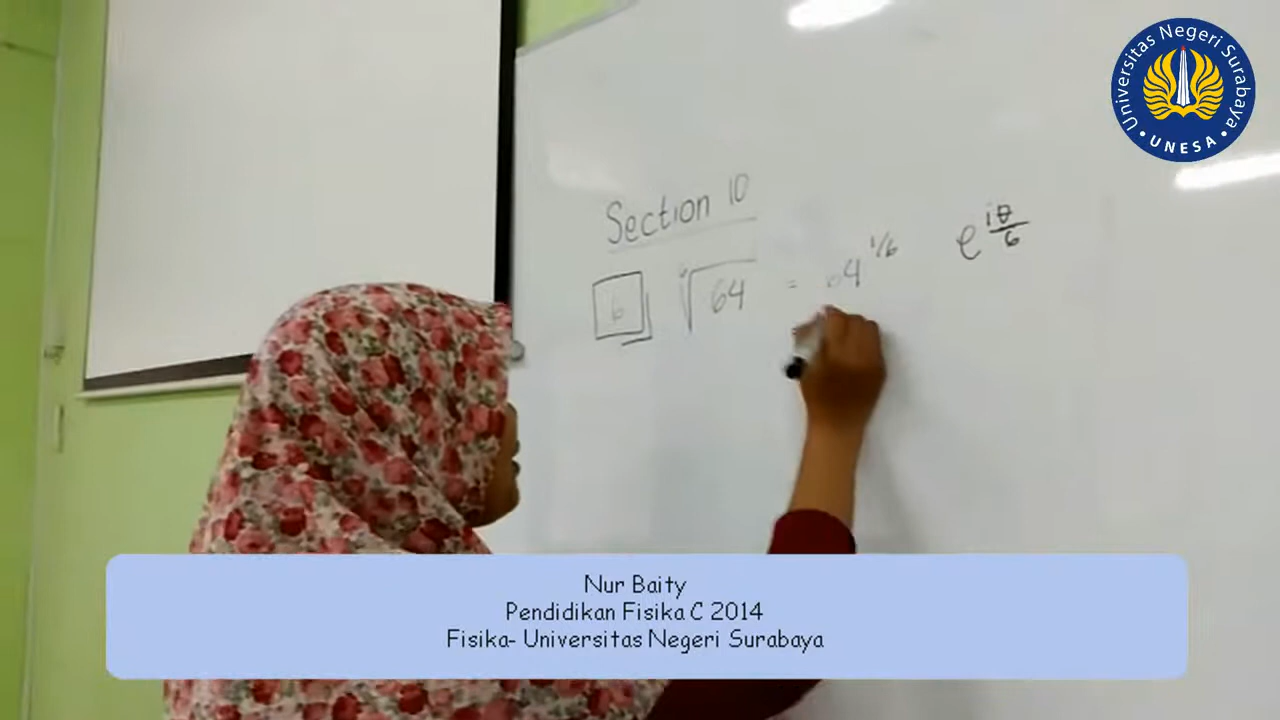 Universitas Negeri Surabaya
• UNESA •
Section 10
6 ⁶√64 = 64^1/6 e^iθ/6
Nur Baity
Pendidikan Fisika C 2014
Fisika- Universitas Negeri Surabaya